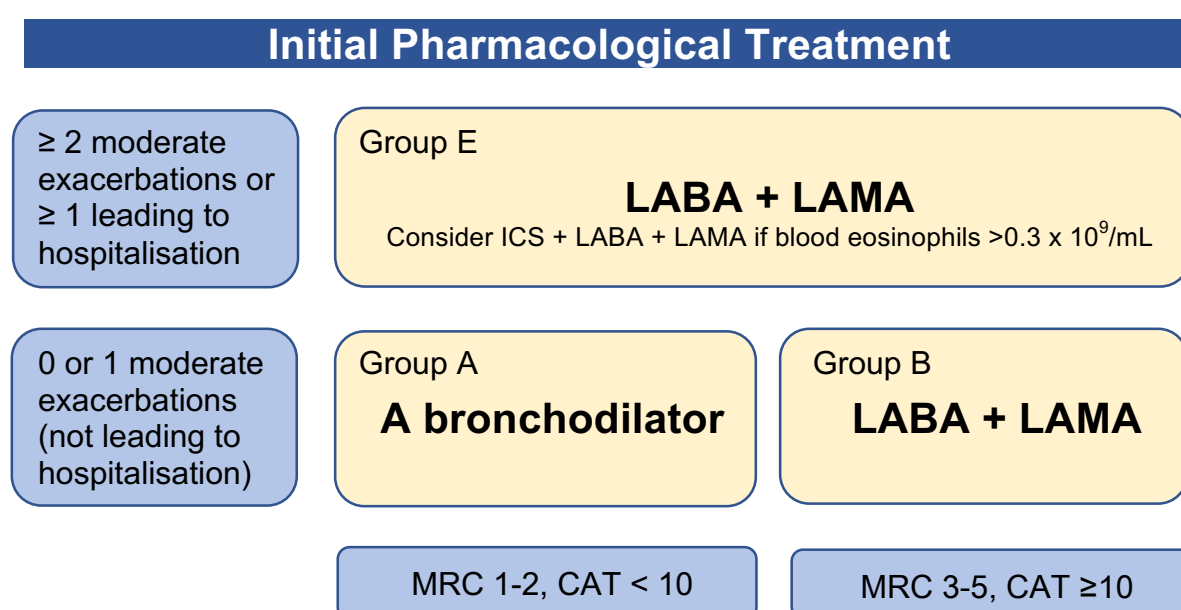 Initial Pharmacological Treatment
≥ 2 moderate
exacerbations or
≥ 1 leading to
hospitalisation
Group E
LABA + LAMA
Consider ICS + LABA + LAMA if blood eosinophils >0.3 x 10⁹/mL
0 or 1 moderate
exacerbations
(not leading to
hospitalisation)
Group A
A bronchodilator
Group B
LABA + LAMA
MRC 1-2, CAT < 10
MRC 3-5, CAT ≥10